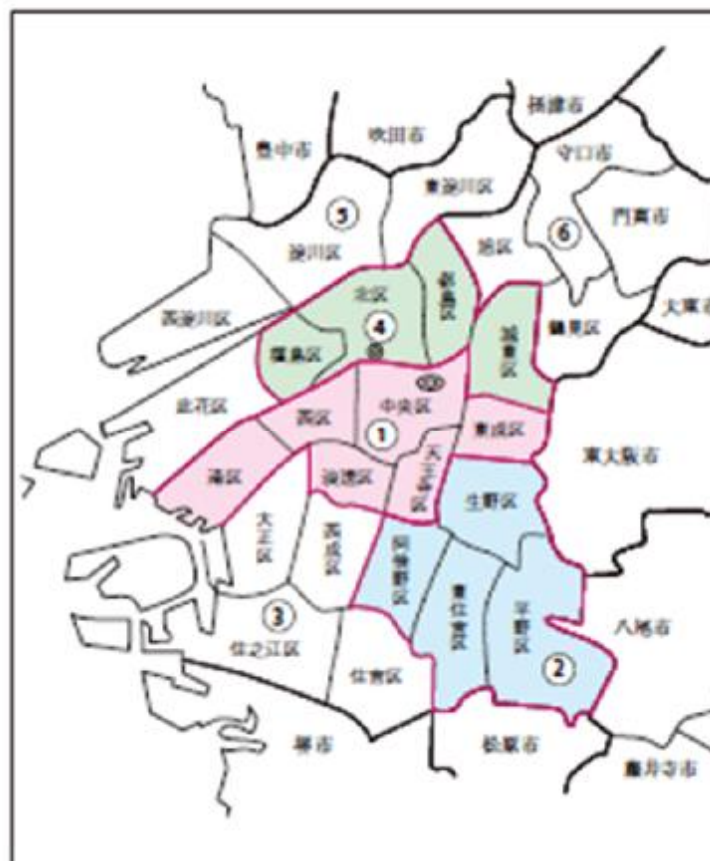 摂津市
吹田市
守口市
豊中市
東淀川区
門真市
⑤
⑥
旭区
淀川区
都島区
北区
大東市
西淀川区
④
鶴見区
城東区
福島区
此花区
中央区
西区
①
東成区
天王寺区
東大阪市
港区
浪速区
生野区
大正区
西成区
阿倍野区
東住吉区
平野区
③
八尾市
住之江区
②
住吉区
堺市
松原市
藤井寺市